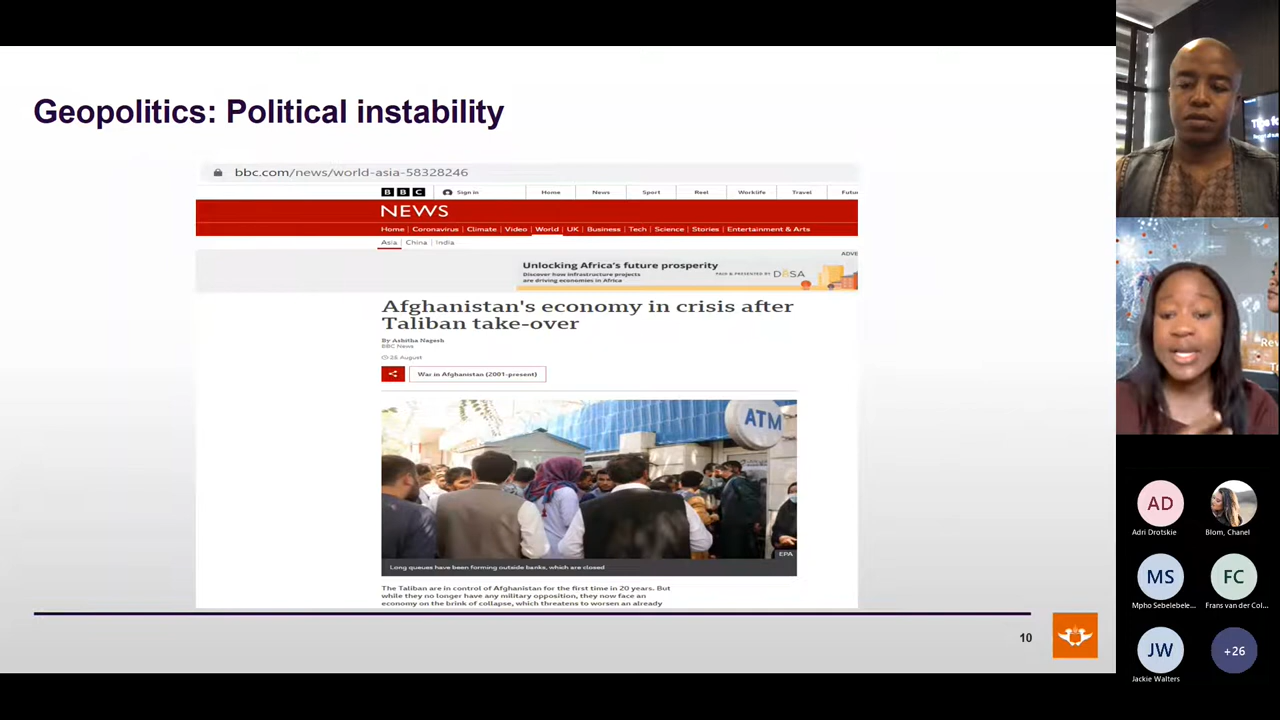 Geopolitics: Political instability
bbc.com/news/world-asia-58328246
BBC
Sign in
Home
News
Sport
Reel
Worklife
Travel
Futu
NEWS
Home | Coronavirus | Climate | Video | World | UK | Business | Tech | Science | Stories | Entertainment & Arts
Asia | China | India
ADVE
Unlocking Africa's future prosperity
Discover how infrastructure projects
are driving economies in Africa
PAID & PRESENTED BY
DBSA
Afghanistan's economy in crisis after
Taliban take-over
By Ashitha Nagesh
BBC News
War in Afghanistan (2001-present)
ATM
EPA
Long queues have been forming outside banks, which are closed
The Taliban are in control of Afghanistan for the first time in 20 years. But
while they no longer have any military opposition, they now face an
economy on the brink of collapse, which threatens to worsen an already
10
AD
Adri Drotskie
Blom, Chanel
MS
Mpho Sebelebele...
FC
Frans van der Col...
JW
Jackie Walters
+26